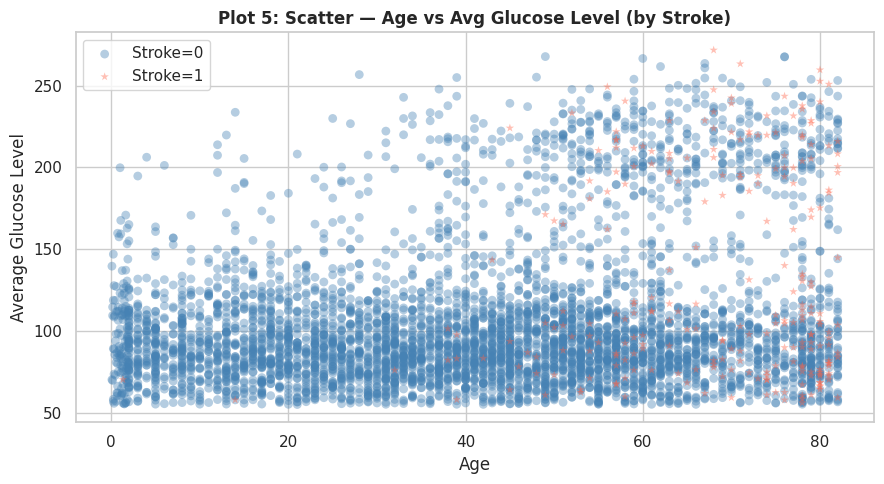 Plot 5: Scatter — Age vs Avg Glucose Level (by Stroke)
Stroke=0
Stroke=1
Average Glucose Level
250
200
150
100
50
0 20 40 60 80
Age